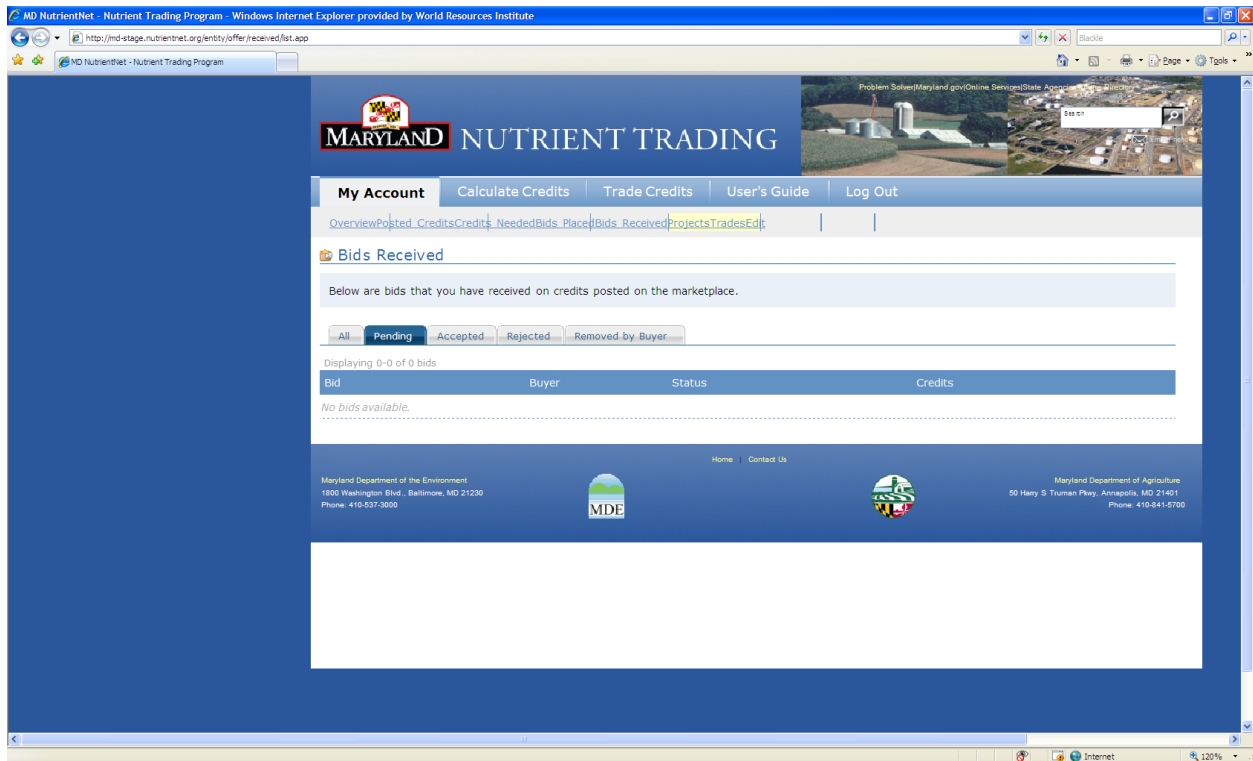 MD NutrientNet - Nutrient Trading Program - Windows Internet Explorer provided by World Resources Institute
http://md-stage.nutrientnet.org/entity/offer/received/list.app
Blackle
MD NutrientNet - Nutrient Trading Program
Page
Tools
Problem Solver|Maryland.gov|Online Services|State Agencies
Search
MARYLAND NUTRIENT TRADING
My Account Calculate Credits Trade Credits User's Guide Log Out
OverviewPosted CreditsCredits NeededBids PlacedBids ReceivedProjectsTradesEdit
Bids Received
Below are bids that you have received on credits posted on the marketplace.
All Pending Accepted Rejected Removed by Buyer
Displaying 0-0 of 0 bids
Bid Buyer Status Credits
No bids available.
Home | Contact Us
Maryland Department of the Environment
1800 Washington Blvd., Baltimore, MD 21230
Phone: 410-537-3000
MDE
Maryland Department of Agriculture
50 Harry S Truman Pkwy, Annapolis, MD 21401
Phone: 410-841-5700
Internet
120%